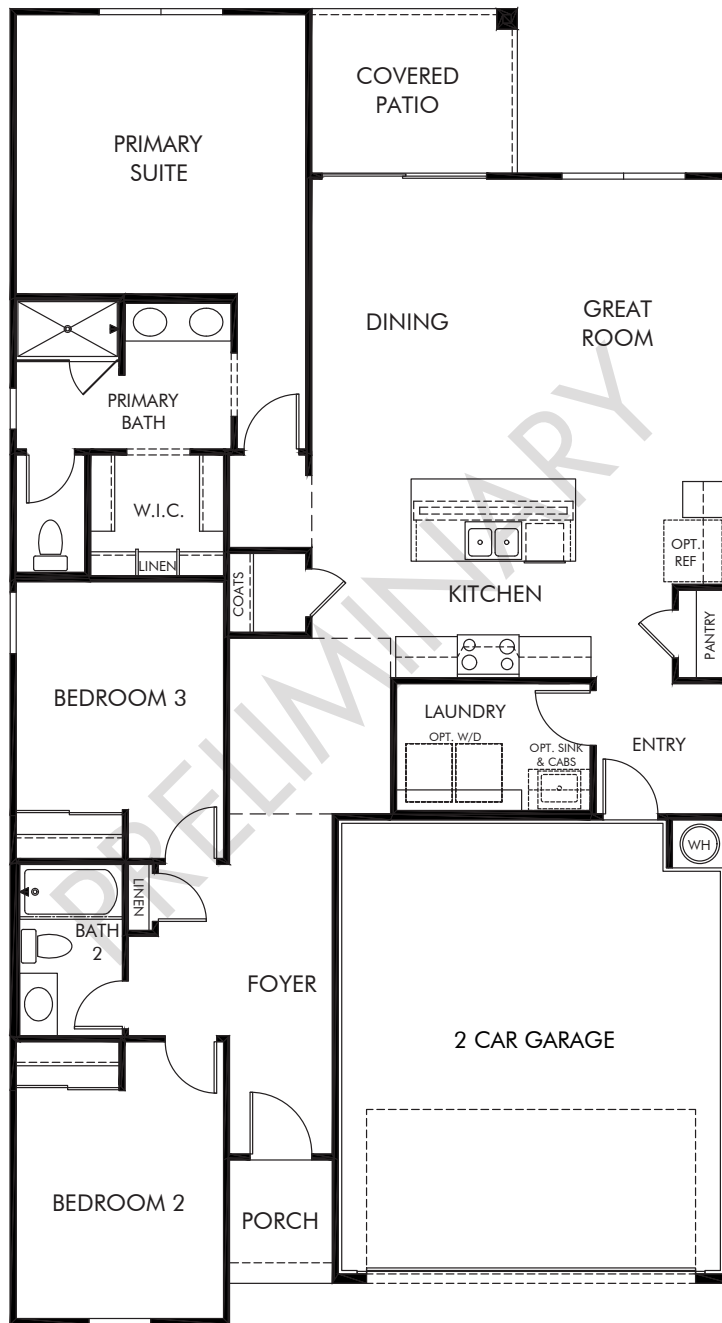 COVERED
PATIO
PRIMARY
SUITE
DINING
GREAT
ROOM
PRIMARY
BATH
W.I.C.
LINEN
OPT.
REF
COATS
KITCHEN
PANTRY
BEDROOM 3
LAUNDRY
OPT. W/D
OPT. SINK
& CABS
ENTRY
WH
LINEN
BATH
2
FOYER
2 CAR GARAGE
BEDROOM 2
PORCH
PRELIMINARY